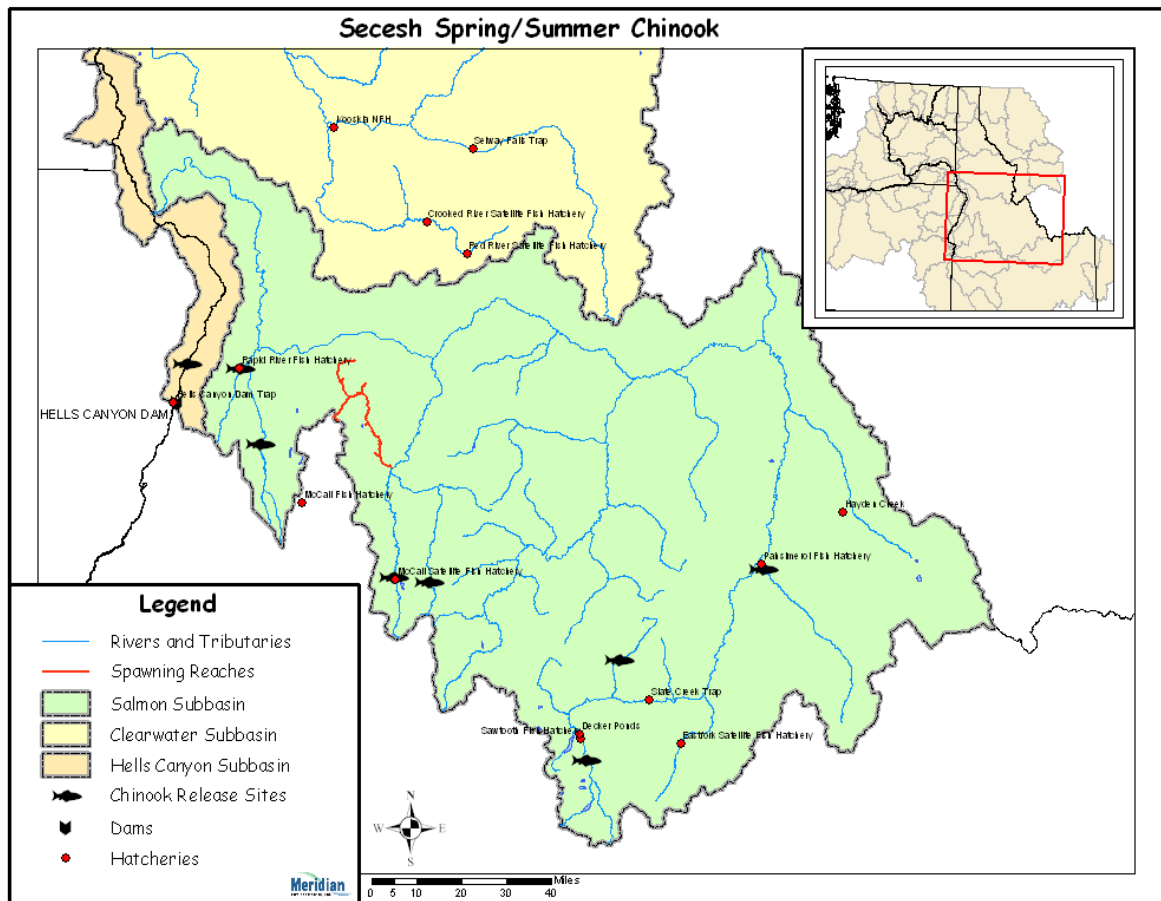 Secesh Spring/Summer Chinook
Kooskia NFH
Selway Falls Trap
Crooked River Satellite Fish Hatchery
Red River Satellite Fish Hatchery
Rapid River Fish Hatchery
Hells Canyon Dam Trap
HELLS CANYON DAM
McCall Fish Hatchery
Hayden Creek
Pahsimeroi Fish Hatchery
McCall Satellite Fish Hatchery
Slate Creek Trap
Decker Ponds
Sawtooth Fish Hatchery
Eastfork Satellite Fish Hatchery
Legend
Rivers and Tributaries
Spawning Reaches
Salmon Subbasin
Clearwater Subbasin
Hells Canyon Subbasin
Chinook Release Sites
Dams
Hatcheries
N
W E
S
Meridian
Miles
0 5 10 20 30 40